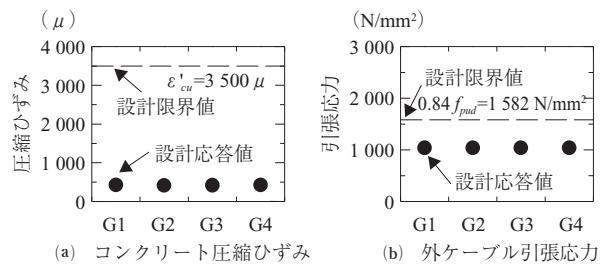 (μ)
圧縮ひずみ
4 000
3 000
2 000
1 000
0
ε'cu=3 500 μ
設計限界値
設計応答値
G1 G2 G3 G4
(a) コンクリート圧縮ひずみ
(N/mm²)
引張応力
3 000
2 000
1 000
0
設計限界値
0.84 fpud=1 582 N/mm²
設計応答値
G1 G2 G3 G4
(b) 外ケーブル引張応力